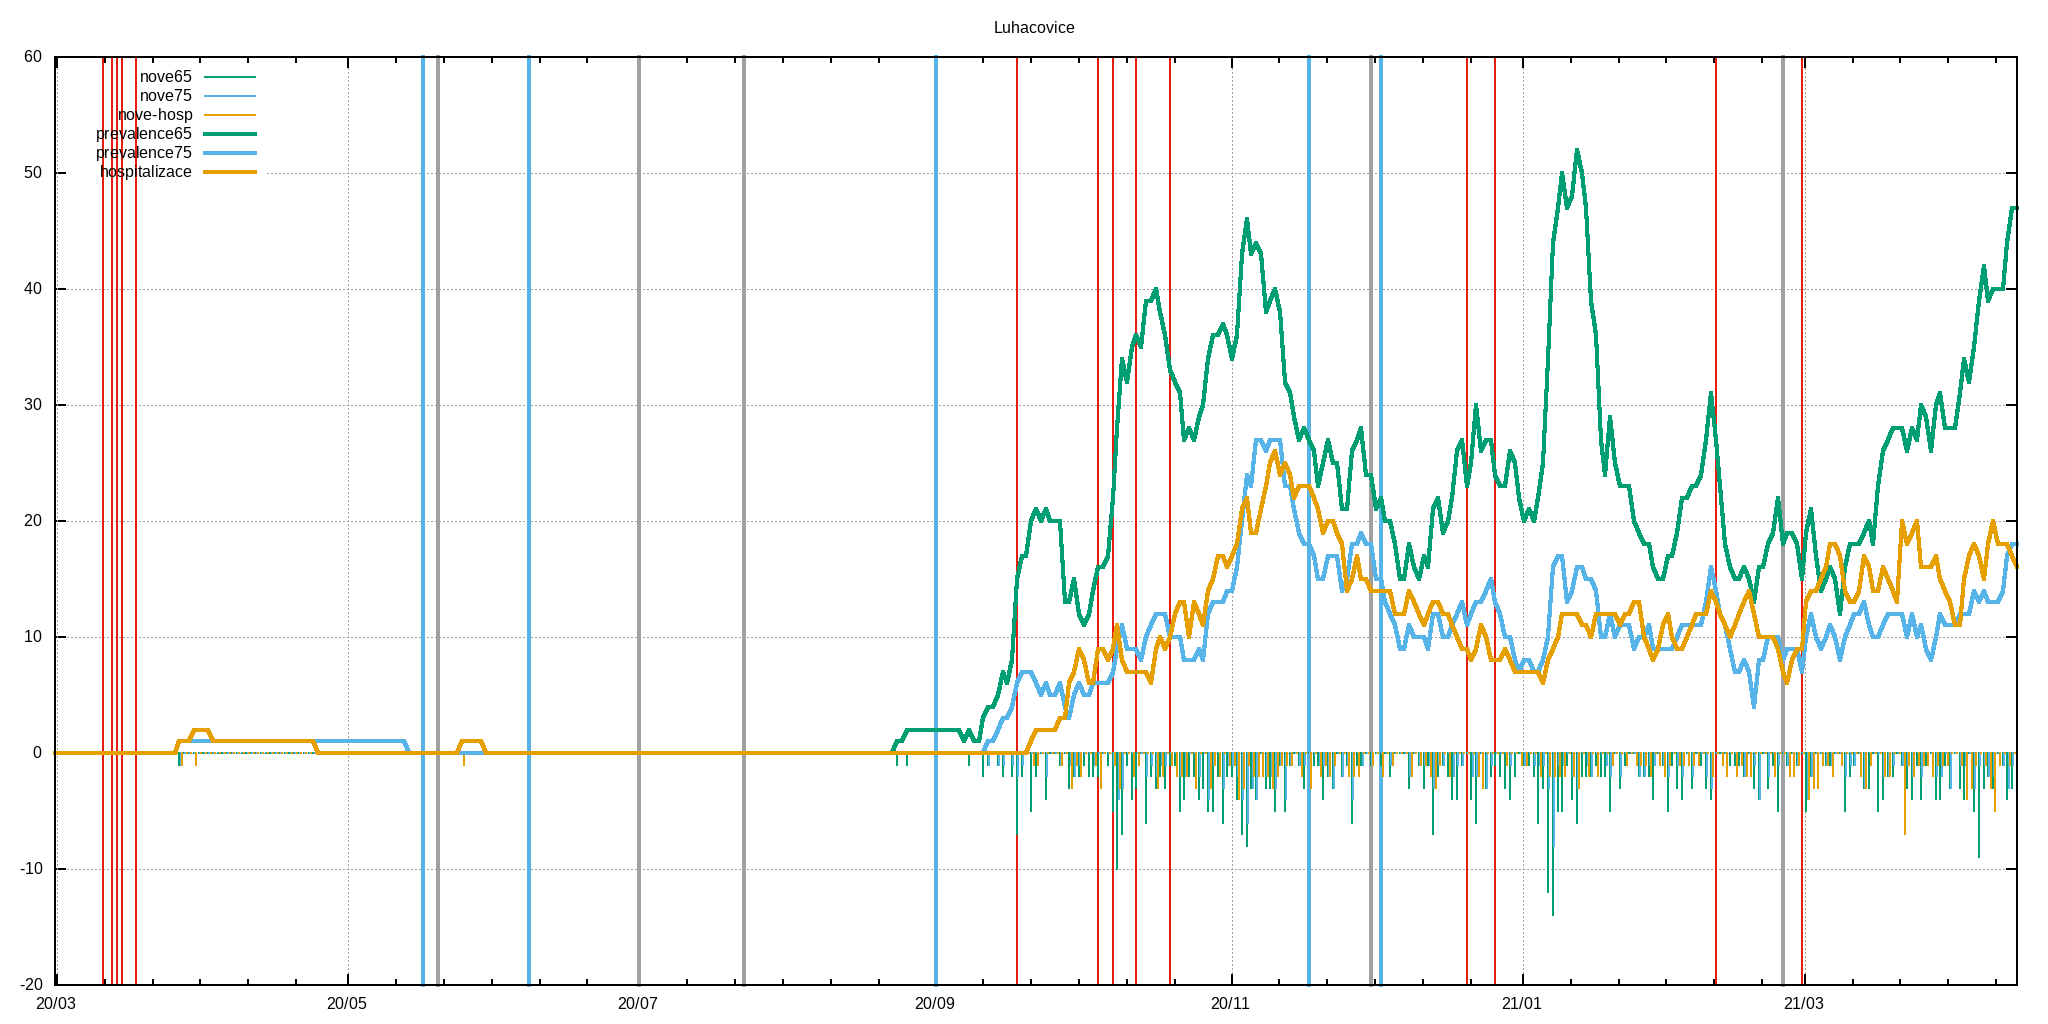 Luhacovice
60
50
40
30
20
10
0
-10
-20
nove65
nove75
nove-hosp
prevalence65
prevalence75
hospitalizace
20/03 20/05 20/07 20/09 20/11 21/01 21/03